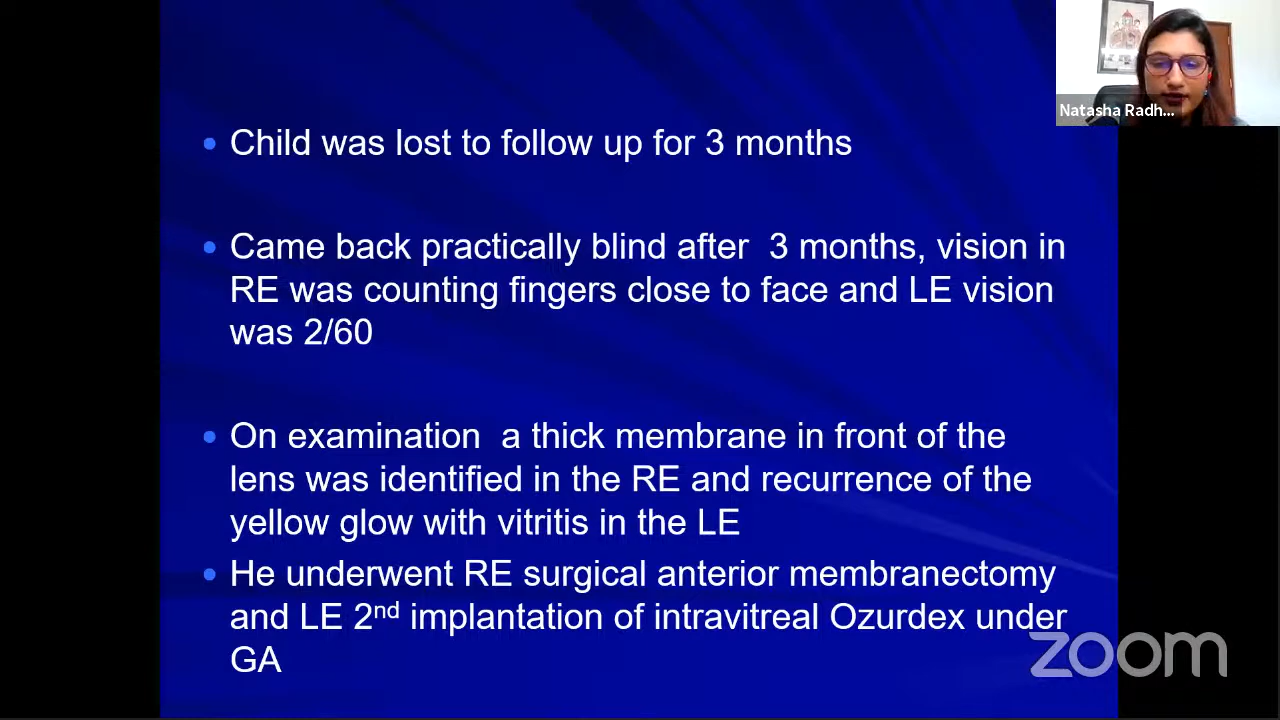 Natasha Radh...
• Child was lost to follow up for 3 months
• Came back practically blind after 3 months, vision in
RE was counting fingers close to face and LE vision
was 2/60
• On examination a thick membrane in front of the
lens was identified in the RE and recurrence of the
yellow glow with vitritis in the LE
• He underwent RE surgical anterior membranectomy
and LE 2nd implantation of intravitreal Ozurdex under
GA
zoom